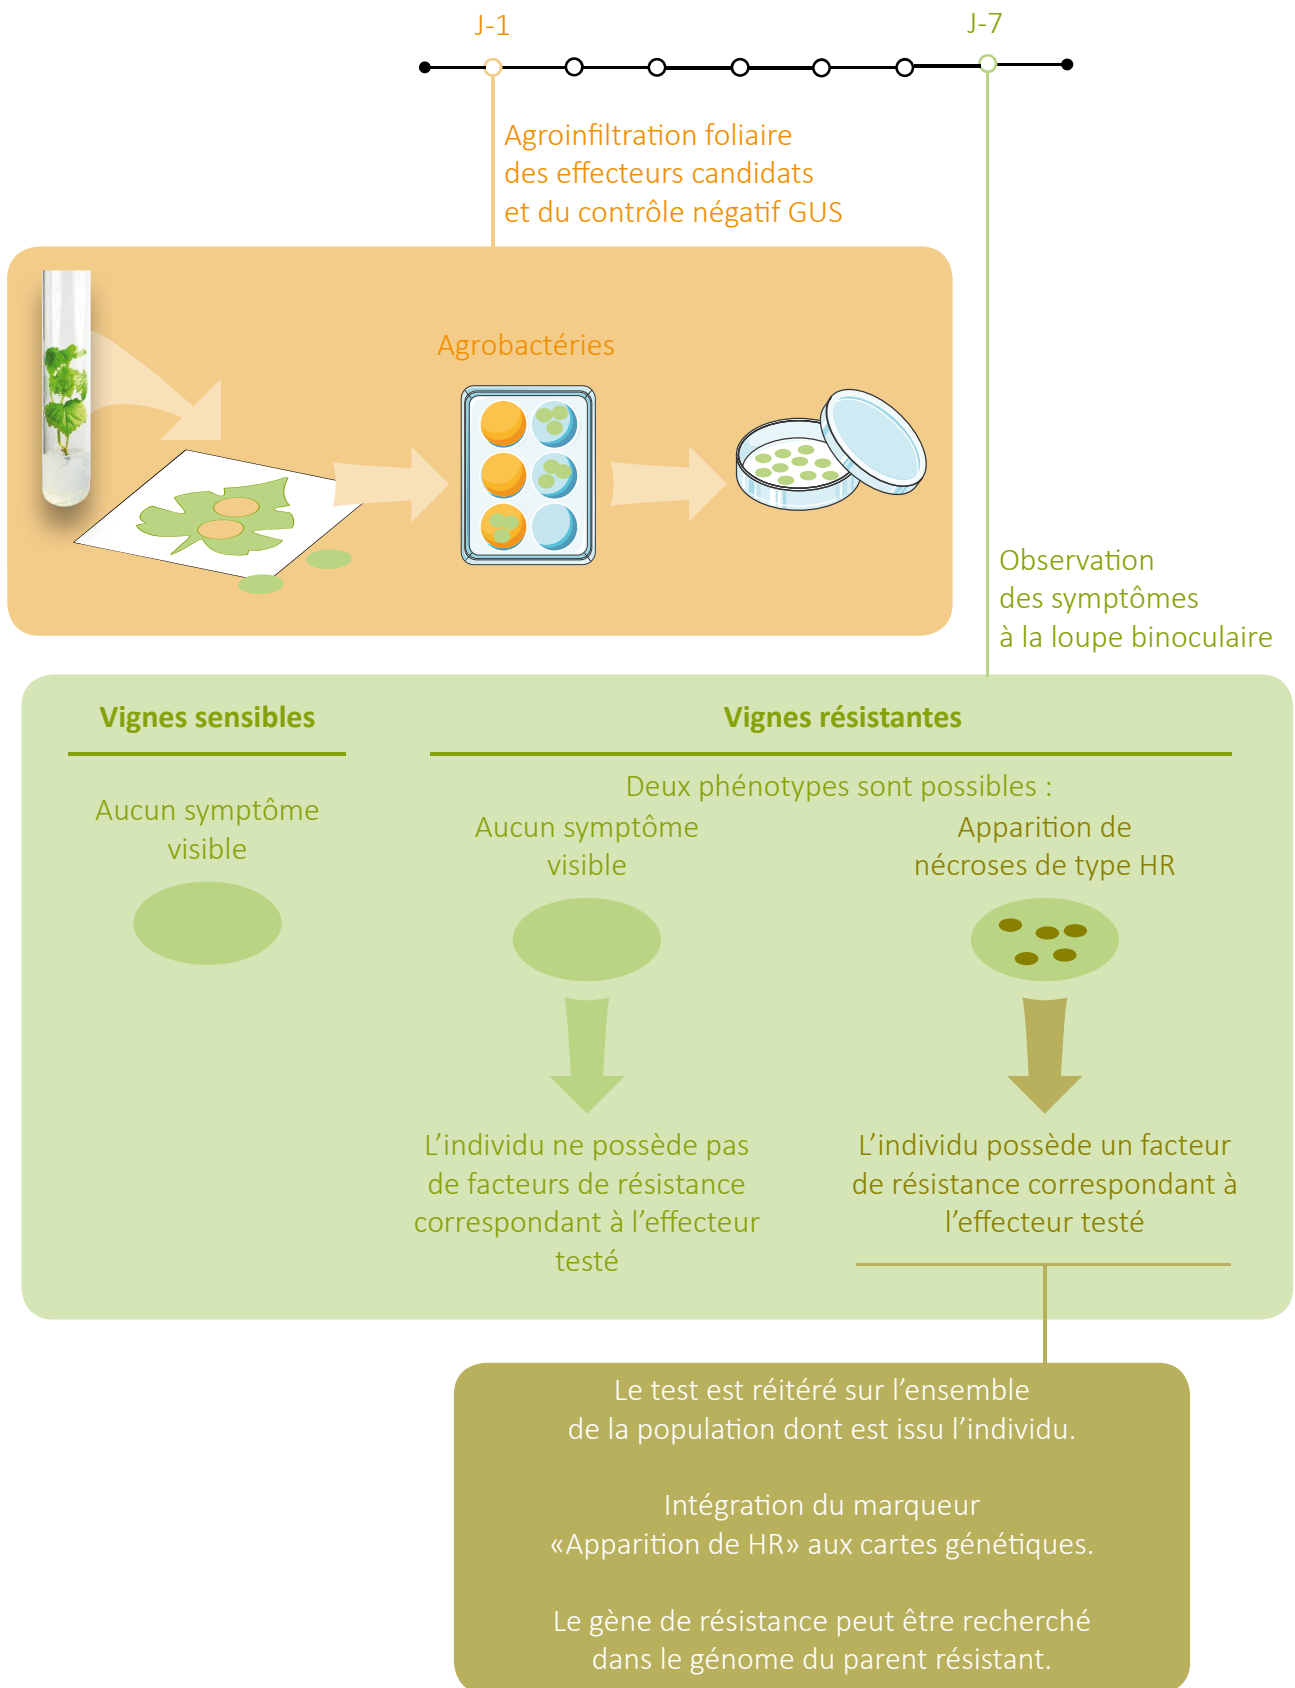 J-1
J-7
Agroinfiltration foliaire
des effecteurs candidats
et du contrôle négatif GUS
Agrobactéries
Observation
des symptômes
à la loupe binoculaire
Vignes sensibles
Aucun symptôme
visible
Vignes résistantes
Deux phénotypes sont possibles :
Aucun symptôme
visible
L’individu ne possède pas
de facteurs de résistance
correspondant à l’effecteur
testé
Apparition de
nécroses de type HR
L’individu possède un facteur
de résistance correspondant à
l’effecteur testé
Le test est réitéré sur l’ensemble
de la population dont est issu l’individu.
Intégration du marqueur
«Apparition de HR» aux cartes génétiques.
Le gène de résistance peut être recherché
dans le génome du parent résistant.